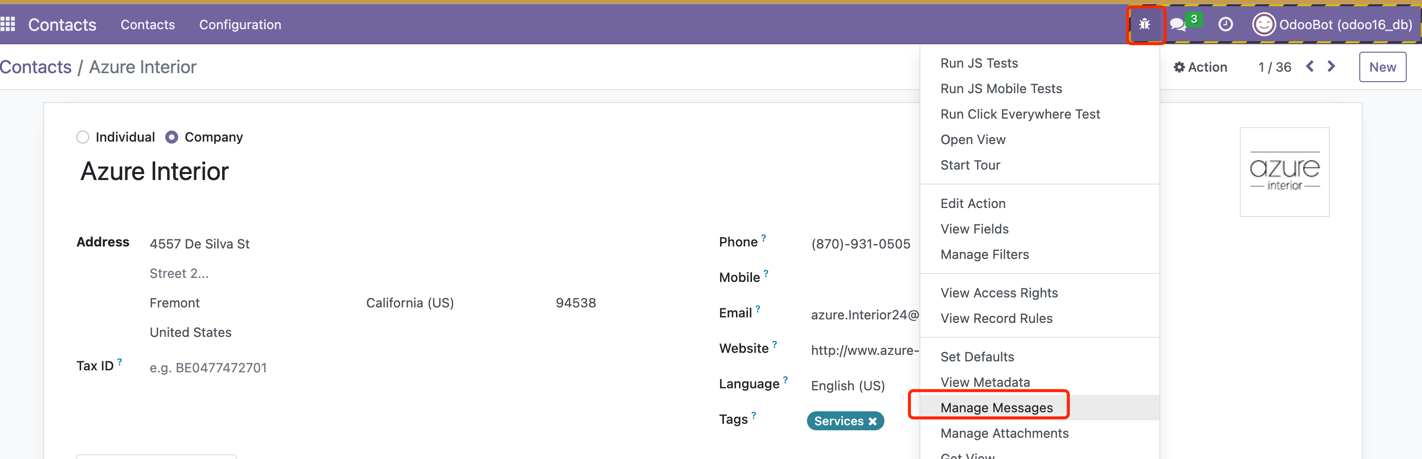 Contacts Contacts Configuration 3 OdooBot (odoo16_db)
Contacts / Azure Interior Action 1 / 36 New
Run JS Tests
Run JS Mobile Tests
Run Click Everywhere Test
Open View
Start Tour
Edit Action
View Fields
Manage Filters
View Access Rights
View Record Rules
Set Defaults
View Metadata
Manage Messages
Manage Attachments
Get View
Individual Company
Azure Interior
azure
interior
Address 4557 De Silva St
Street 2...
Fremont California (US) 94538
United States
Tax ID ? e.g. BE0477472701
Phone ? (870)-931-0505
Mobile ?
Email ? azure.Interior24@
Website ? http://www.azure-
Language ? English (US)
Tags ? Services ×